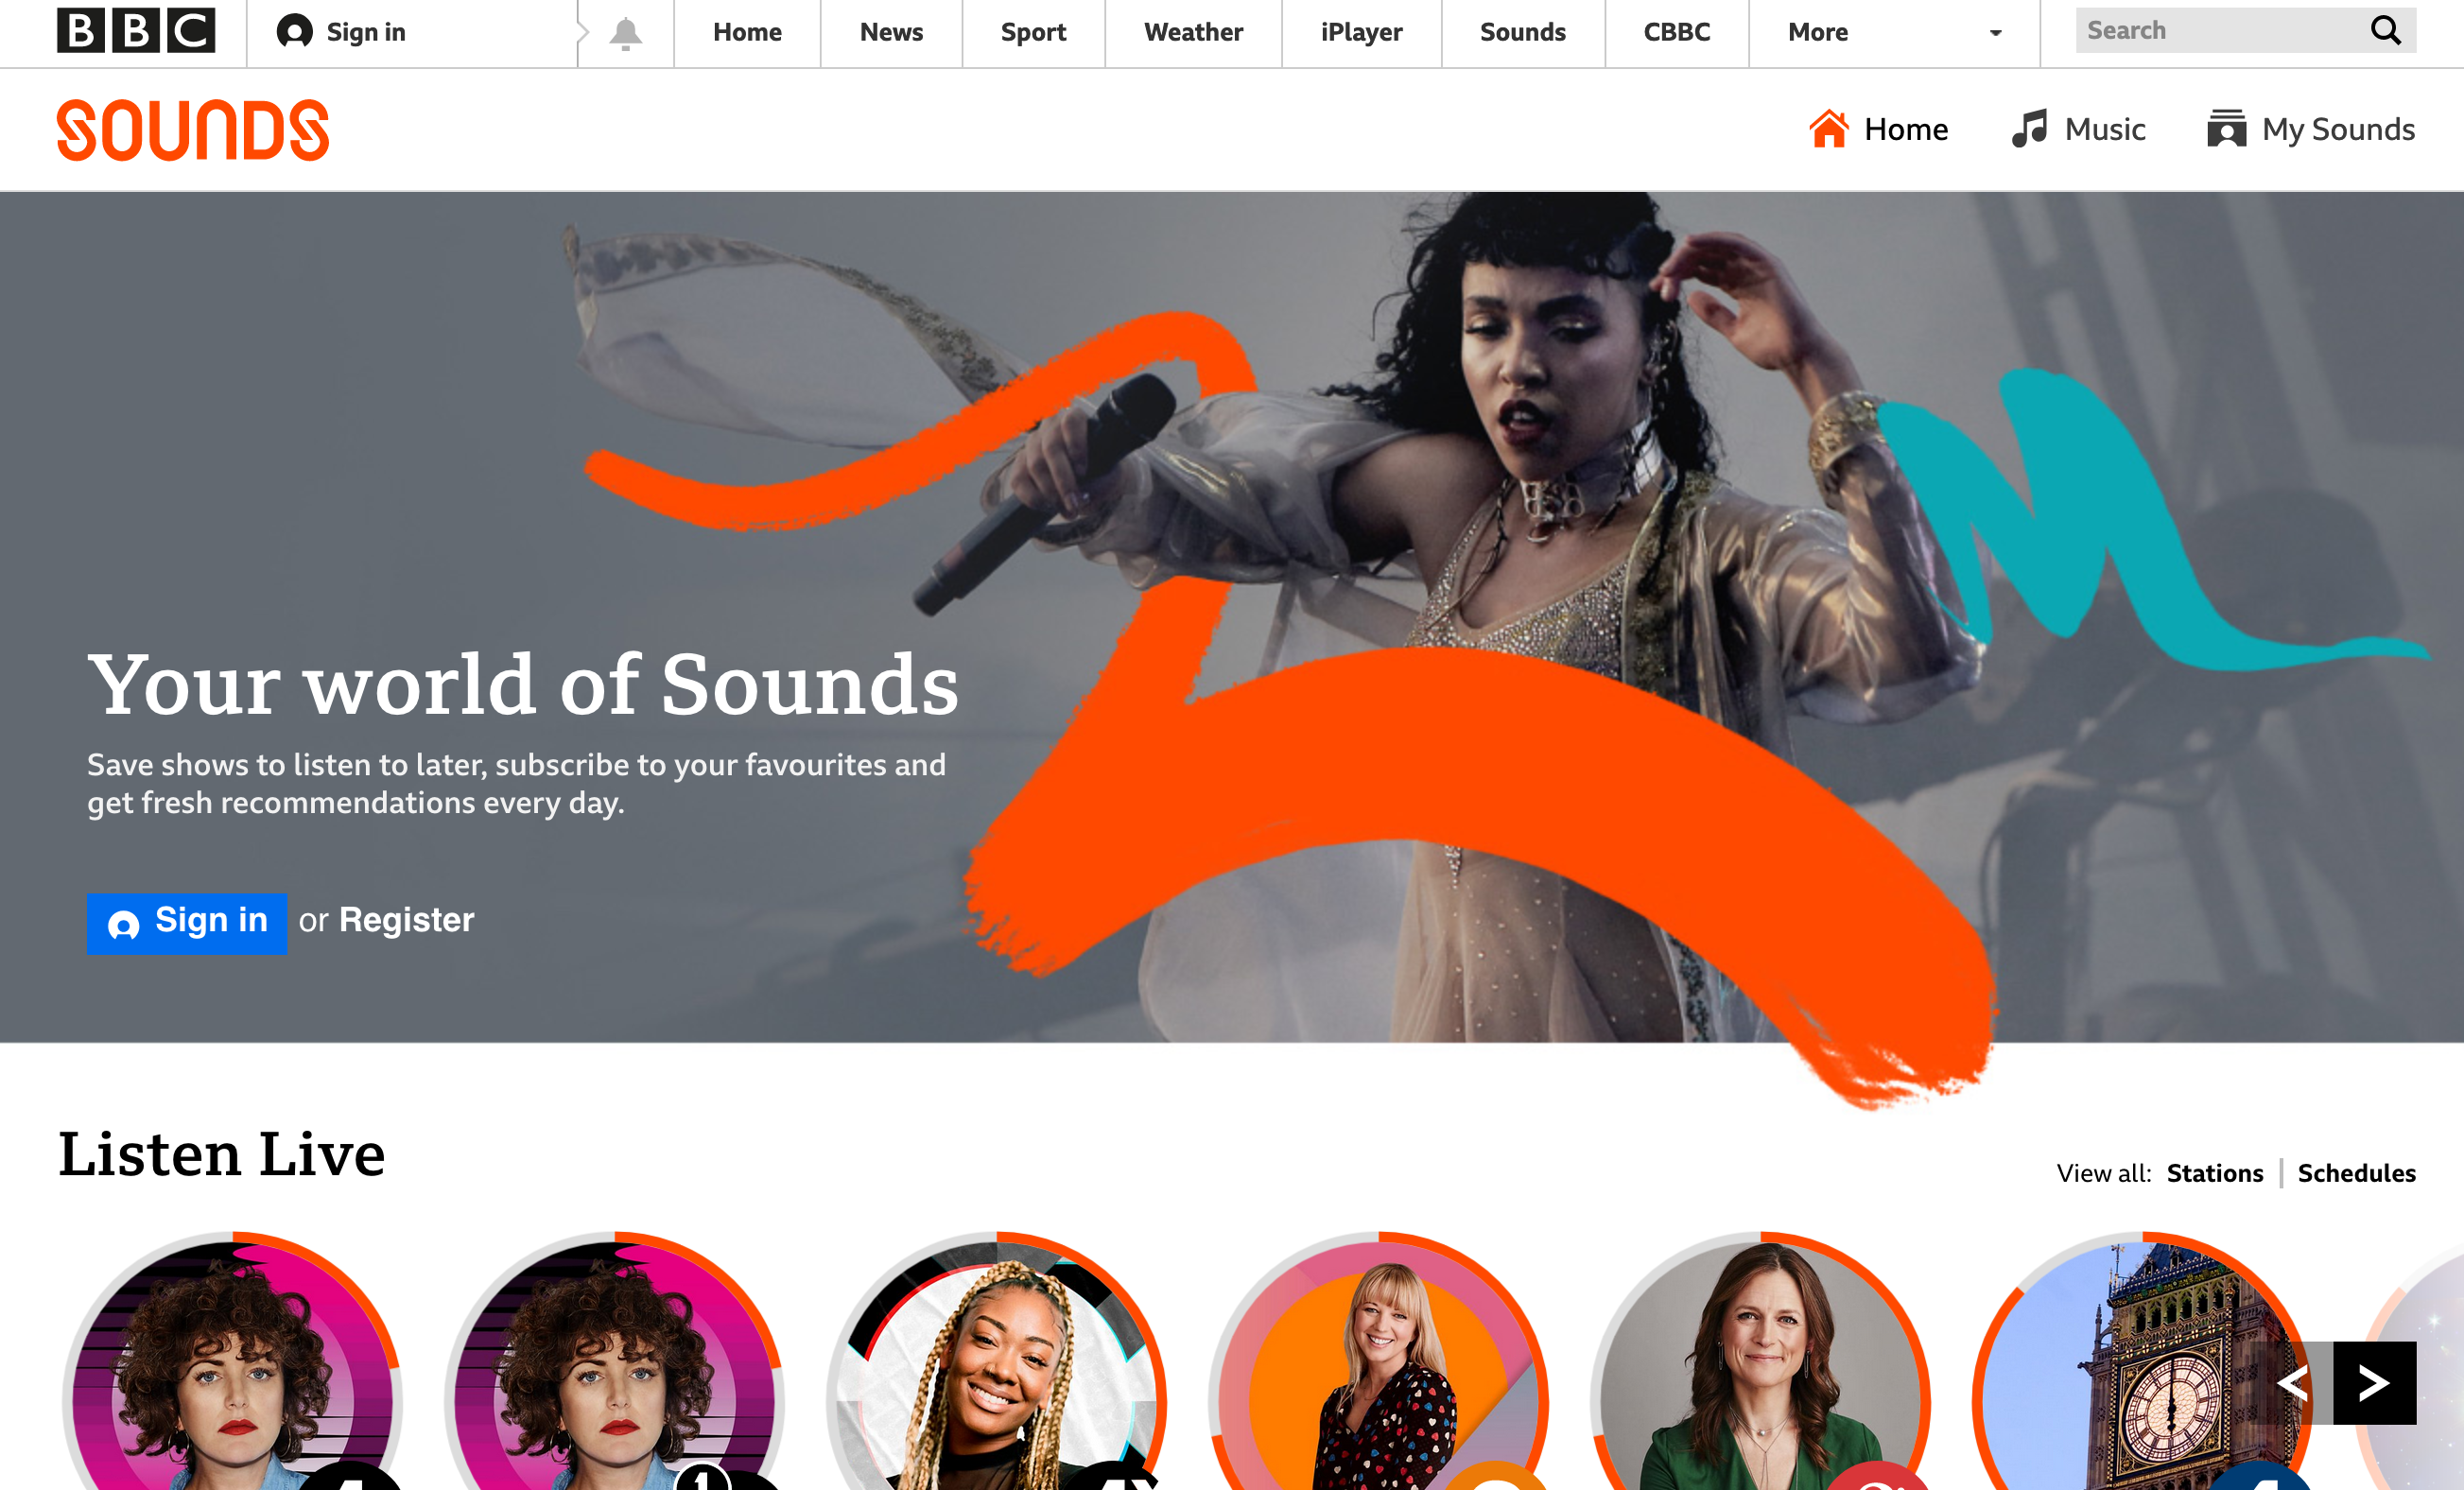 BBC
Sign in
Home
News
Sport
Weather
iPlayer
Sounds
CBBC
More
Search
SOUNDS
Home
Music
My Sounds
Your world of Sounds
Save shows to listen to later, subscribe to your favourites and
get fresh recommendations every day.
Sign in or Register
Listen Live
View all: Stations | Schedules